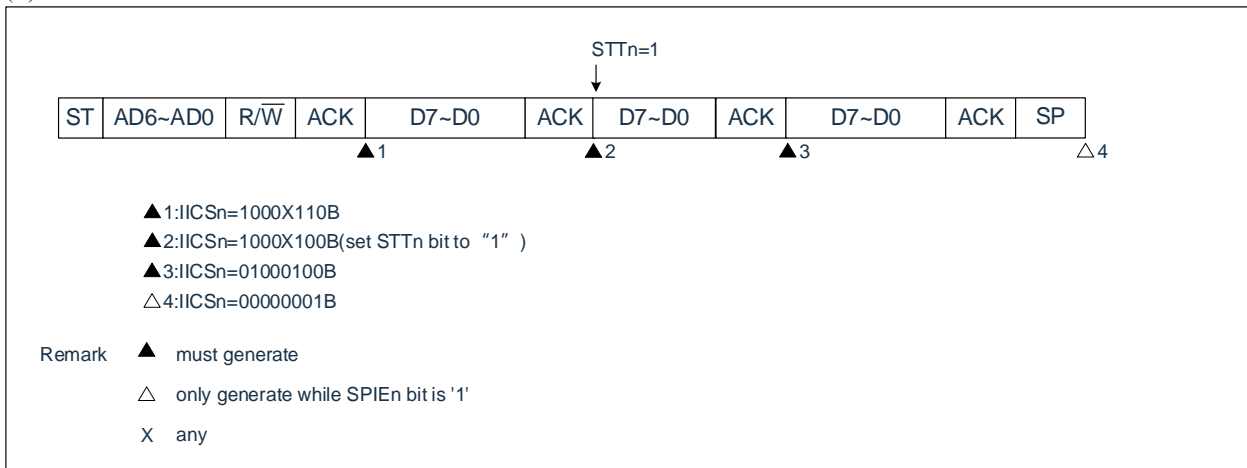 STTn=1
ST AD6~AD0 R/W ACK D7~D0 ACK D7~D0 ACK D7~D0 ACK SP
▲1 ▲2 ▲3 △4
▲1:IICSn=1000X110B
▲2:IICSn=1000X100B(set STTn bit to “1” )
▲3:IICSn=01000100B
△4:IICSn=00000001B
Remark ▲ must generate
△ only generate while SPIEn bit is '1'
X any